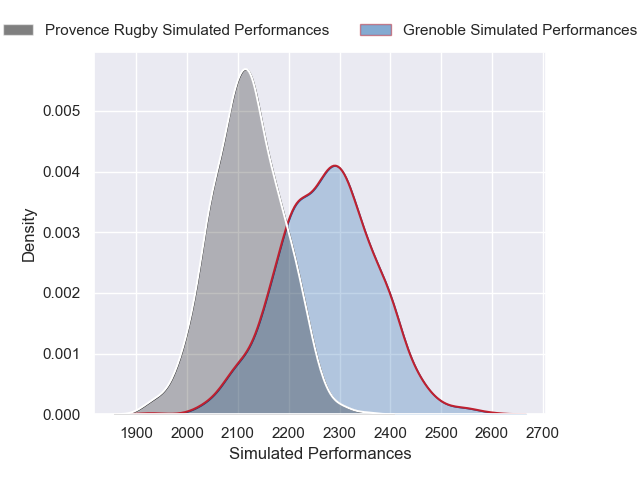 Provence Rugby Simulated Performances Grenoble Simulated Performances
0.005
0.004
0.003
0.002
0.001
0.000
Density
1900 2000 2100 2200 2300 2400 2500 2600 2700
Simulated Performances